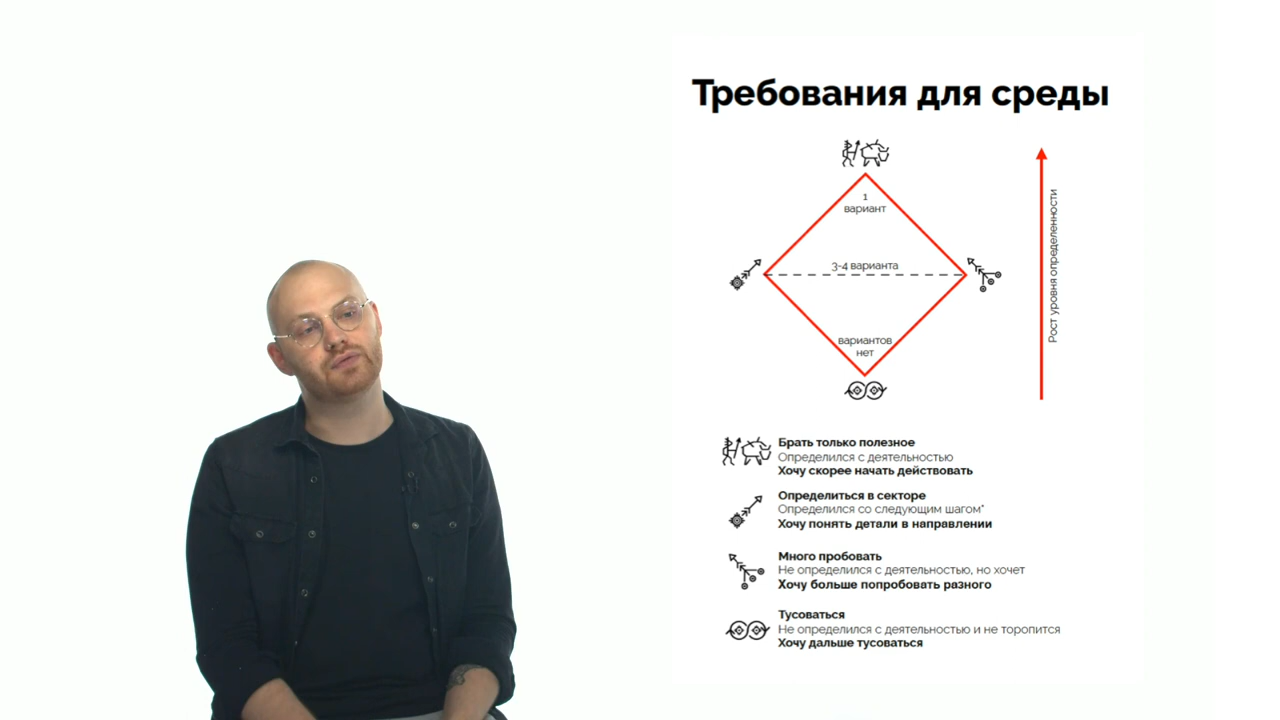 Требования для среды
1
вариант
3-4 варианта
вариантов
нет
Рост уровня определенности
Брать только полезное
Определился с деятельностью
Хочу скорее начать действовать
Определиться в секторе
Определился со следующим шагом*
Хочу понять детали в направлении
Много пробовать
Не определился с деятельностью, но хочет
Хочу больше попробовать разного
Тусоваться
Не определился с деятельностью и не торопится
Хочу дальше тусоваться